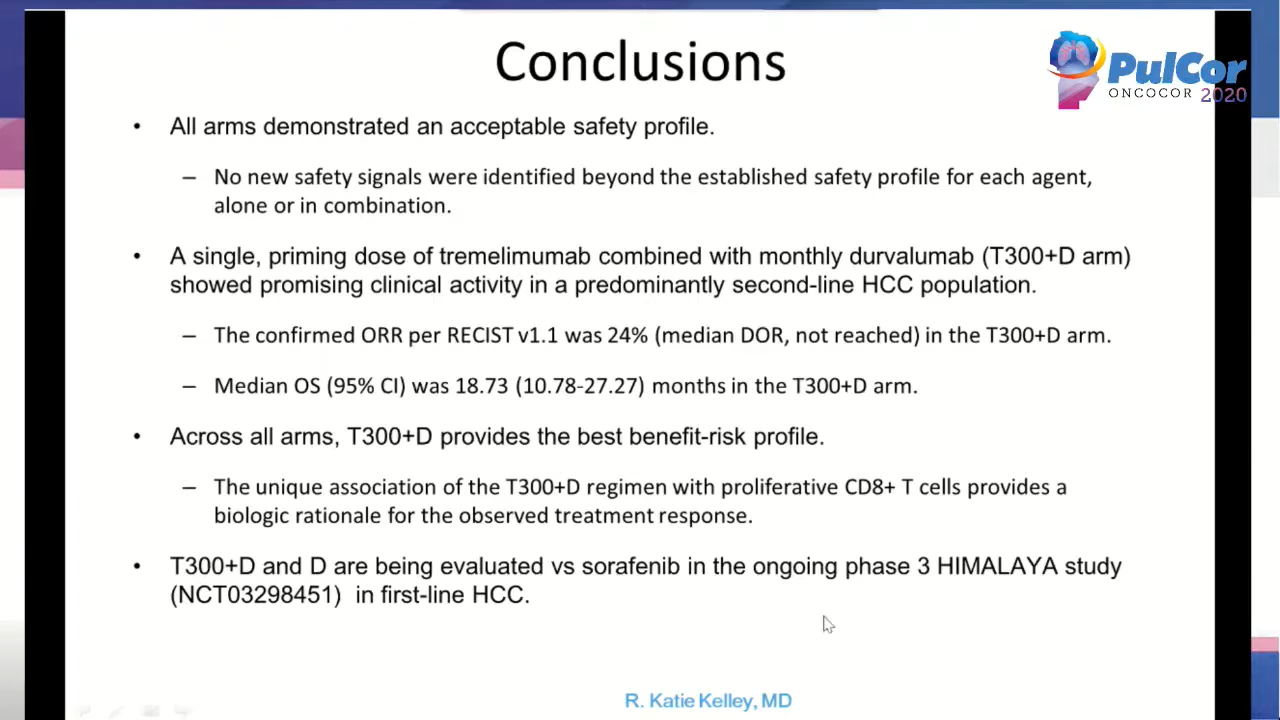 Conclusions
PulCor
ONCOCOR 2020
• All arms demonstrated an acceptable safety profile.
– No new safety signals were identified beyond the established safety profile for each agent,
alone or in combination.
• A single, priming dose of tremelimumab combined with monthly durvalumab (T300+D arm)
showed promising clinical activity in a predominantly second-line HCC population.
– The confirmed ORR per RECIST v1.1 was 24% (median DOR, not reached) in the T300+D arm.
– Median OS (95% CI) was 18.73 (10.78-27.27) months in the T300+D arm.
• Across all arms, T300+D provides the best benefit-risk profile.
– The unique association of the T300+D regimen with proliferative CD8+ T cells provides a
biologic rationale for the observed treatment response.
• T300+D and D are being evaluated vs sorafenib in the ongoing phase 3 HIMALAYA study
(NCT03298451) in first-line HCC.
R. Katie Kelley, MD